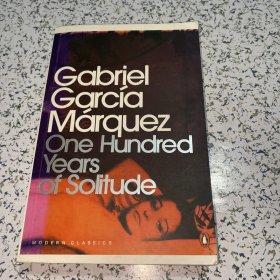 Gabriel
García
Márquez
One Hundred
Years
of Solitude
MODERN CLASSICS